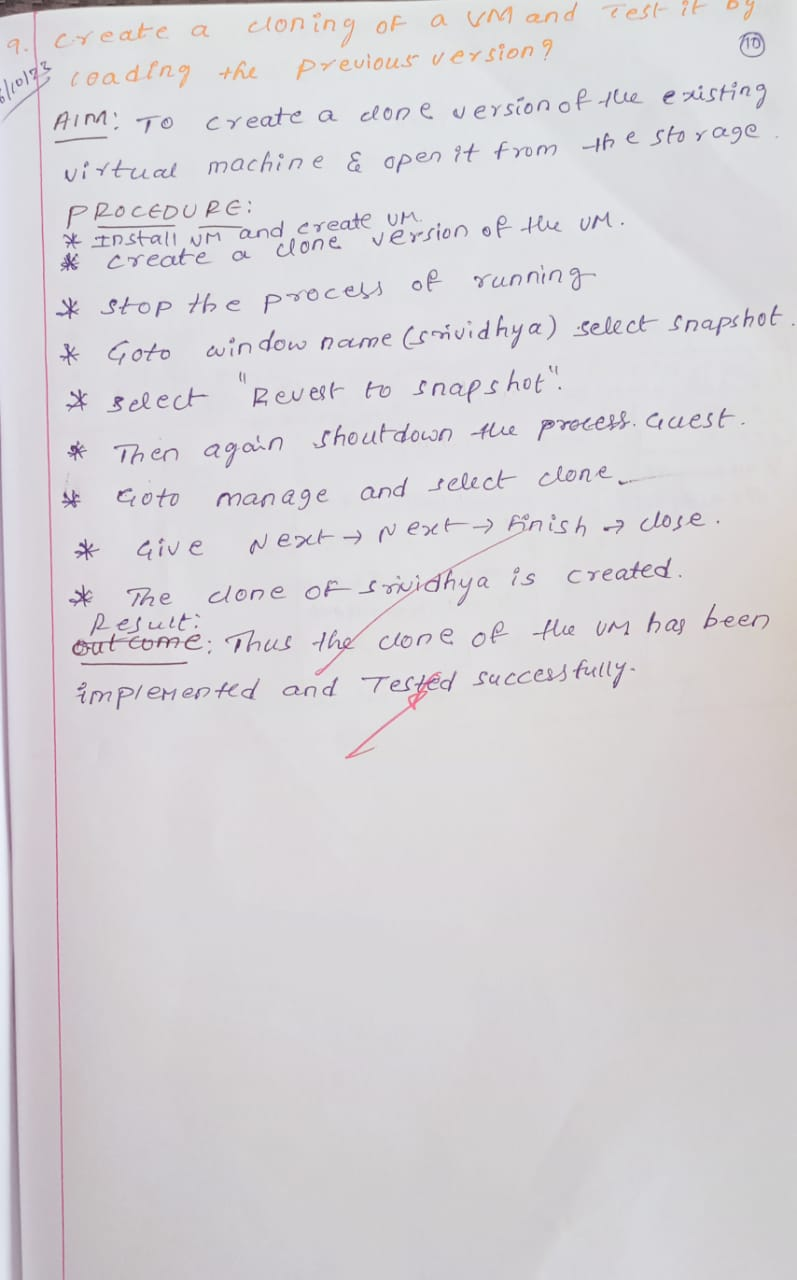 9. Create a cloning of a VM and Test it by
loading the previous version?
10
/10/23
AIM: To create a clone version of the existing
virtual machine & open it from the storage.
PROCEDURE:
* Install VM and create VM.
* create a clone version of the VM.
* stop the process of running
* Goto window name (srividhya) select snapshot.
* select "Revert to snapshot".
* Then again shoutdown the process. Guest.
* Goto manage and select clone.
* Give Next → Next → Finish → close.
* The clone of srividhya is created.
Result:
outcome: Thus the clone of the VM has been
implemented and Tested successfully.